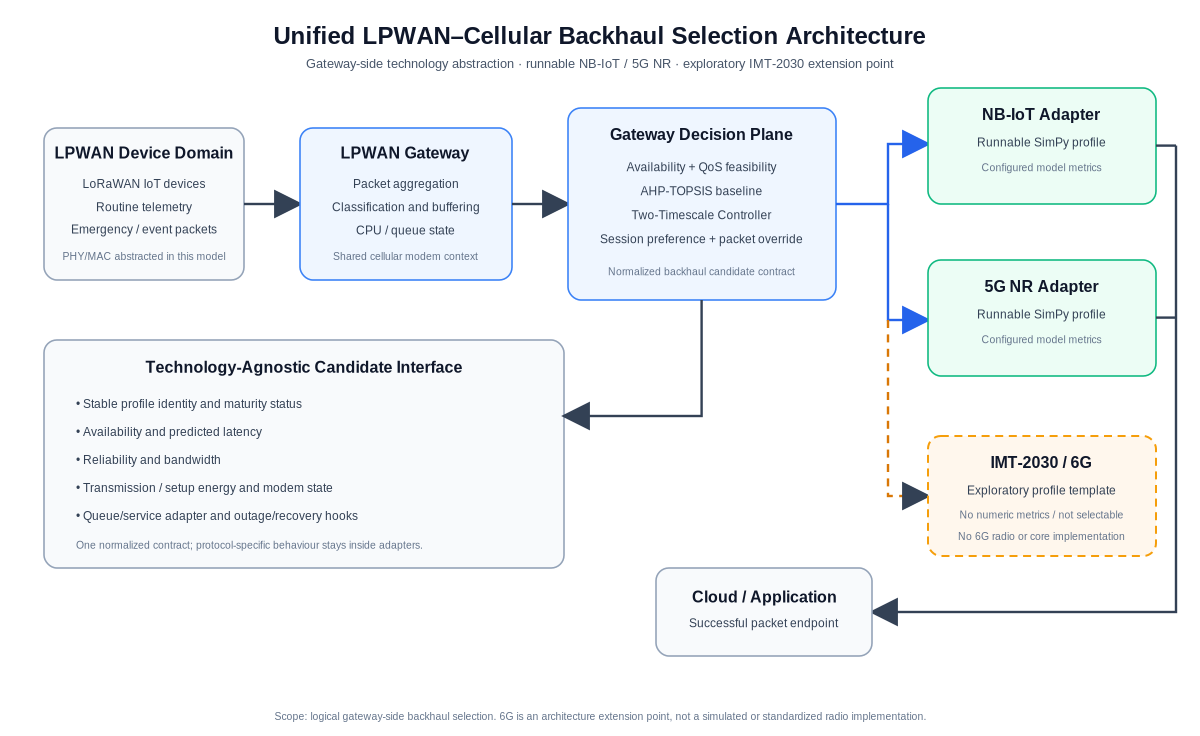 Unified LPWAN–Cellular Backhaul Selection Architecture
Gateway-side technology abstraction · runnable NB-IoT / 5G NR · exploratory IMT-2030 extension point
LPWAN Device Domain
LoRaWAN IoT devices
Routine telemetry
Emergency / event packets
PHY/MAC abstracted in this model
LPWAN Gateway
Packet aggregation
Classification and buffering
CPU / queue state
Shared cellular modem context
Gateway Decision Plane
Availability + QoS feasibility
AHP-TOPSIS baseline
Two-Timescale Controller
Session preference + packet override
Normalized backhaul candidate contract
NB-IoT Adapter
Runnable SimPy profile
Configured model metrics
5G NR Adapter
Runnable SimPy profile
Configured model metrics
IMT-2030 / 6G
Exploratory profile template
No numeric metrics / not selectable
No 6G radio or core implementation
Technology-Agnostic Candidate Interface
• Stable profile identity and maturity status
• Availability and predicted latency
• Reliability and bandwidth
• Transmission / setup energy and modem state
• Queue/service adapter and outage/recovery hooks
One normalized contract; protocol-specific behaviour stays inside adapters.
Cloud / Application
Successful packet endpoint
Scope: logical gateway-side backhaul selection. 6G is an architecture extension point, not a simulated or standardized radio implementation.